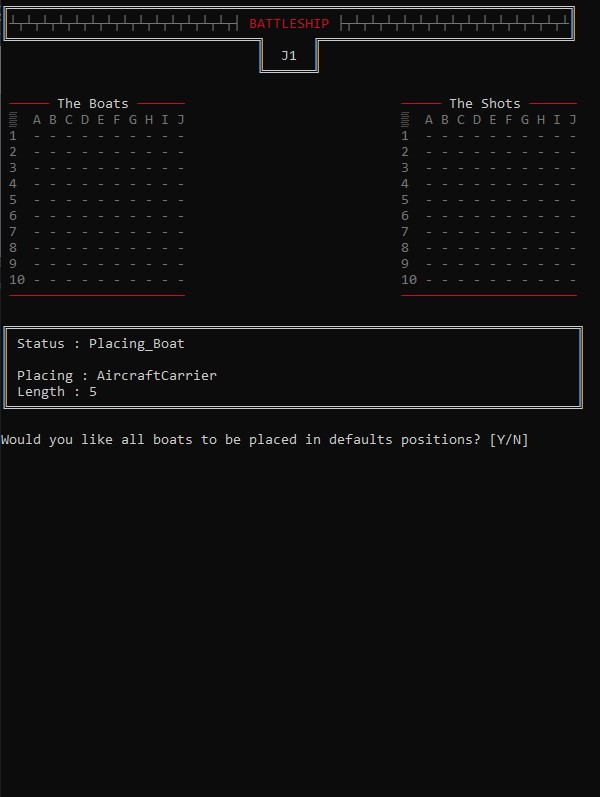 BATTLESHIP
J1
The Boats The Shots
A B C D E F G H I J A B C D E F G H I J
1 - - - - - - - - - - 1 - - - - - - - - - -
2 - - - - - - - - - - 2 - - - - - - - - - -
3 - - - - - - - - - - 3 - - - - - - - - - -
4 - - - - - - - - - - 4 - - - - - - - - - -
5 - - - - - - - - - - 5 - - - - - - - - - -
6 - - - - - - - - - - 6 - - - - - - - - - -
7 - - - - - - - - - - 7 - - - - - - - - - -
8 - - - - - - - - - - 8 - - - - - - - - - -
9 - - - - - - - - - - 9 - - - - - - - - - -
10 - - - - - - - - - - 10 - - - - - - - - - -
Status : Placing_Boat
Placing : AircraftCarrier
Length : 5
Would you like all boats to be placed in defaults positions? [Y/N]